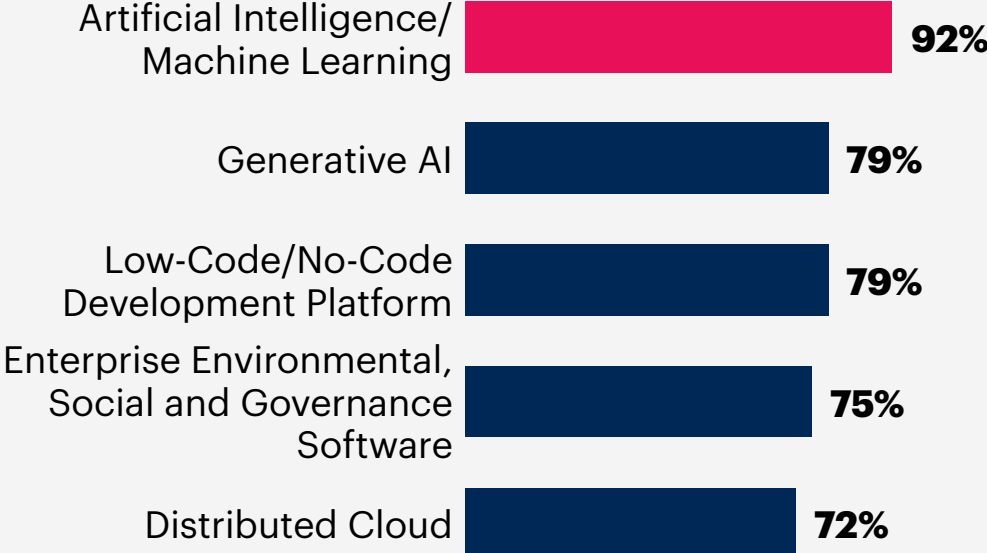 Artificial Intelligence/
Machine Learning
92%
Generative AI
79%
Low-Code/No-Code
Development Platform
79%
Enterprise Environmental,
Social and Governance
Software
75%
Distributed Cloud
72%